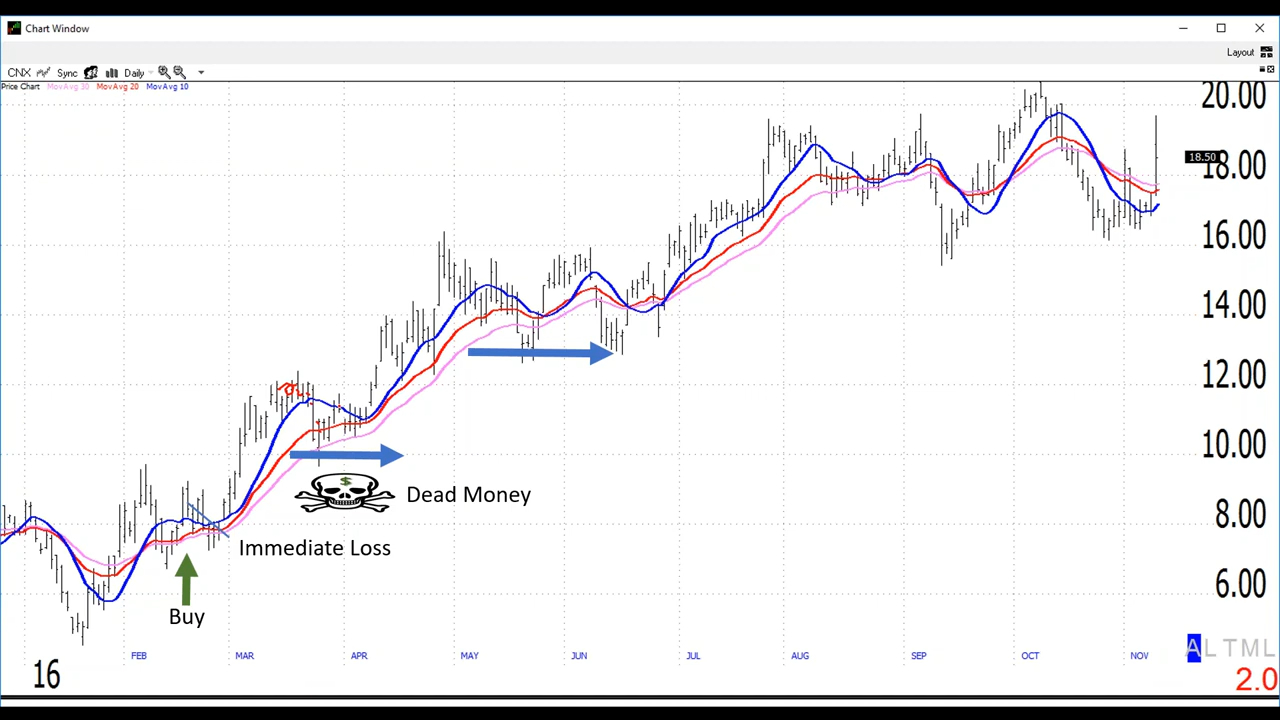 Chart Window
Layout
CNX Sync Daily
Price Chart MovAvg 30 MovAvg 20 MovAvg 10
20.00
18.50
18.00
16.00
14.00
12.00
10.00
$
Dead Money
8.00
Immediate Loss
6.00
Buy
FEB MAR APR MAY JUN JUL AUG SEP OCT NOV
ALTML
16
2.0